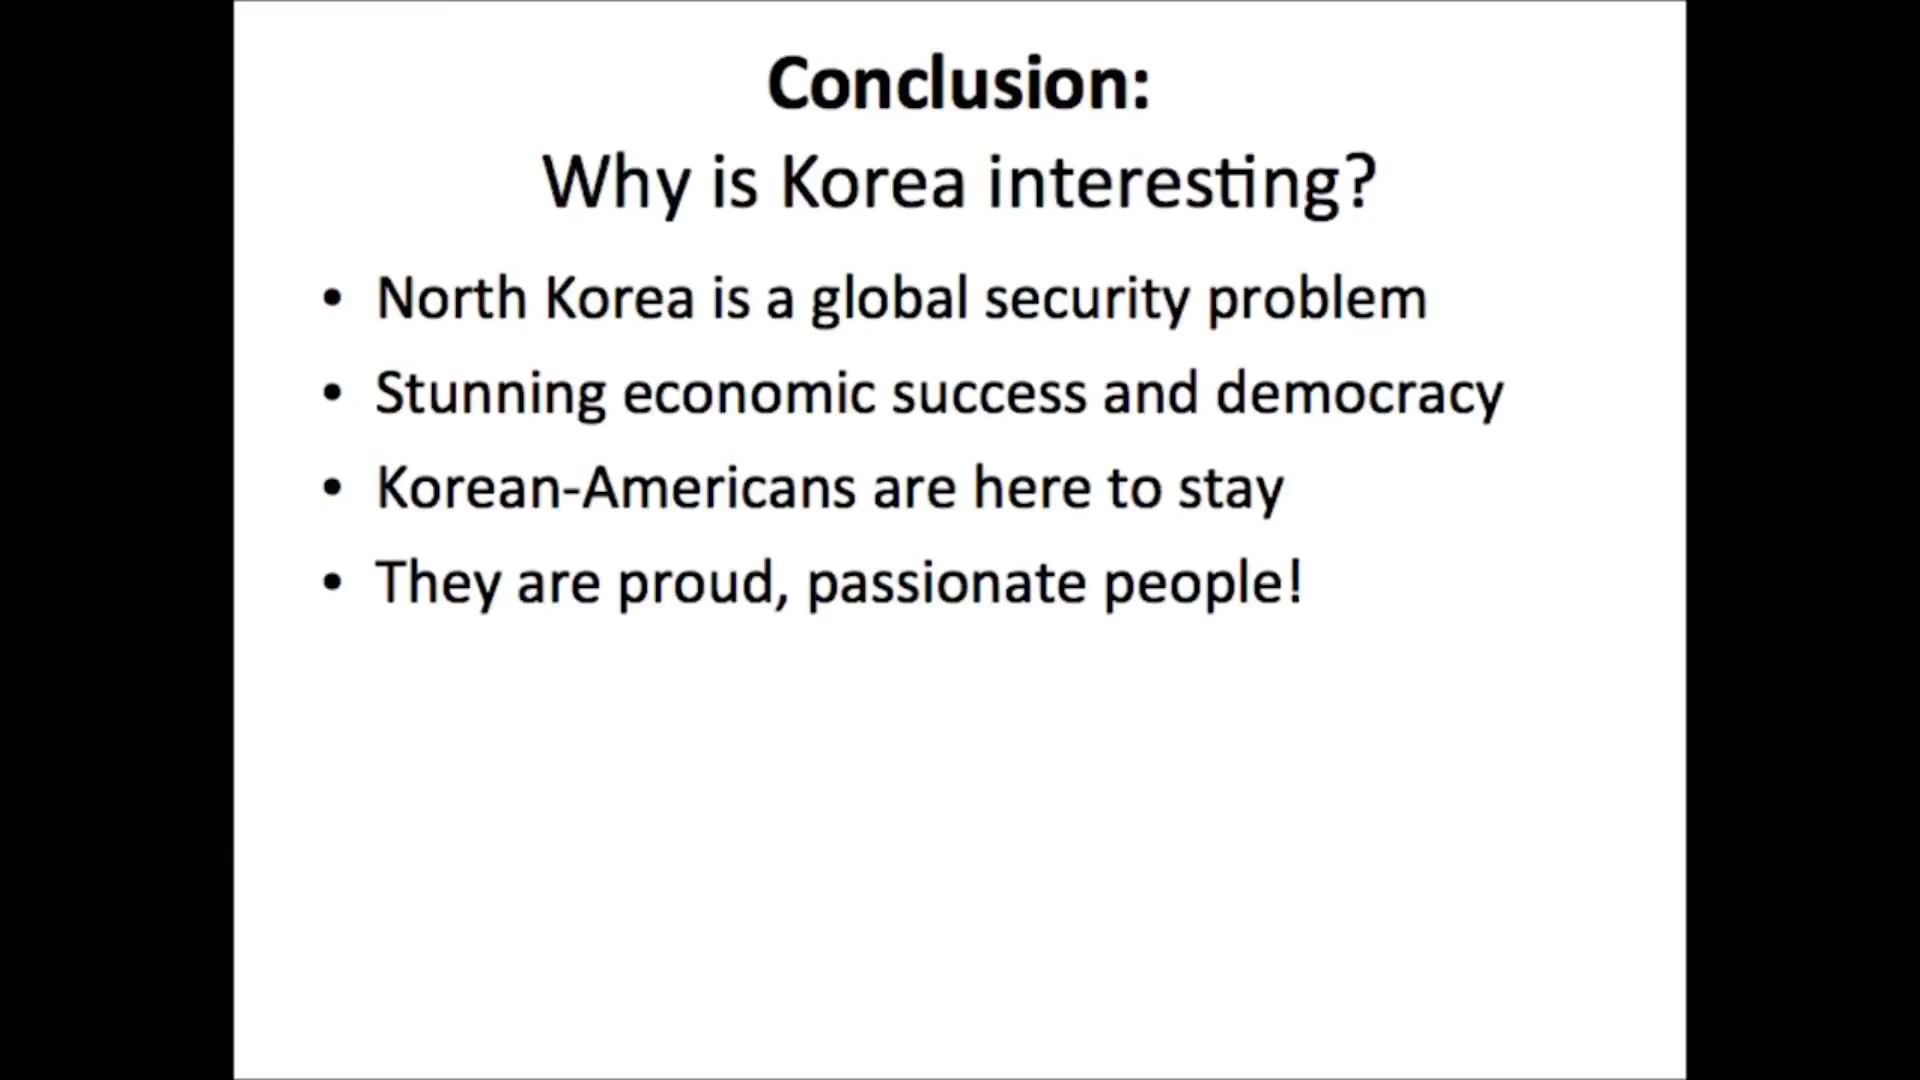 Conclusion:
Why is Korea interesting?
• North Korea is a global security problem
• Stunning economic success and democracy
• Korean-Americans are here to stay
• They are proud, passionate people!